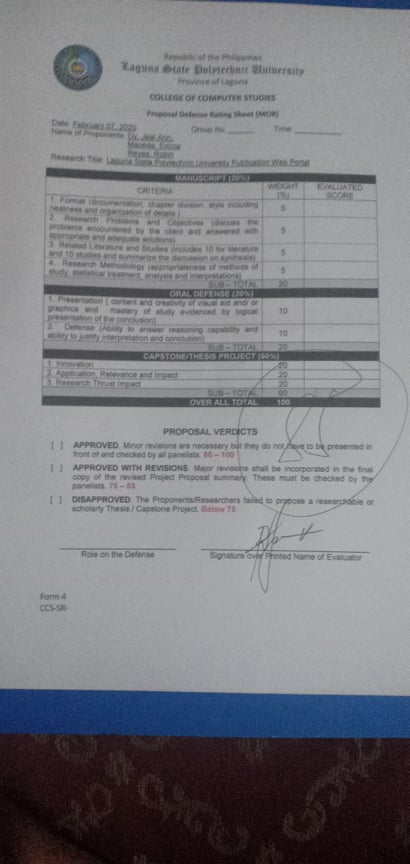 Republic of the Philippines
Laguna State Polytechnic University
Province of Laguna
COLLEGE OF COMPUTER STUDIES
Proposal Defense Rating Sheet (MOR)
Date: February 07, 2020
Name of Proponents: Dy, Jeal Ann, Group No. ______ Time: ______
Maceda, Ericia
Reyes, Robin
Research Title: Laguna State Polytechnic University Publication Web Portal
MANUSCRIPT (20%)
CRITERIA WEIGHT (%) EVALUATED SCORE
1. Format (documentation, chapter division, style including
neatness and organization of details ) 5
2. Research Problems and Objectives (discuss the
problems encountered by the client and answered with 5
appropriate and adequate solutions)
3. Related Literature and Studies (includes 10 for literature
and 10 studies and summarize the discussion on synthesis) 5
4. Research Methodology (appropriateness of methods of
study, statistical treatment, analysis and interpretations) 5
SUB – TOTAL 20
ORAL DEFENSE (20%)
1. Presentation ( content and creativity of visual aid and/ or
graphics and mastery of study evidenced by logical 10
presentation of the conclusion)
2. Defense (Ability to answer reasoning capability and
ability to justify interpretation and conclusion) 10
SUB – TOTAL 20
CAPSTONE/THESIS PROJECT (60%)
1. Innovation 20
2. Application, Relevance and Impact 20
3. Research Thrust Impact 20
SUB – TOTAL 60
OVER ALL TOTAL 100
PROPOSAL VERDICTS
[ ] APPROVED. Minor revisions are necessary but they do not have to be presented in
front of and checked by all panelists. 86 – 100
[ ] APPROVED WITH REVISIONS. Major revisions shall be incorporated in the final
copy of the revised Project Proposal summary. These must be checked by the
panelists. 75 – 85
[ ] DISAPPROVED. The Proponents/Researchers failed to propose a researchable or
scholarly Thesis / Capstone Project. Below 75
Role on the Defense Signature over Printed Name of Evaluator
Form 4
CCS-SR-